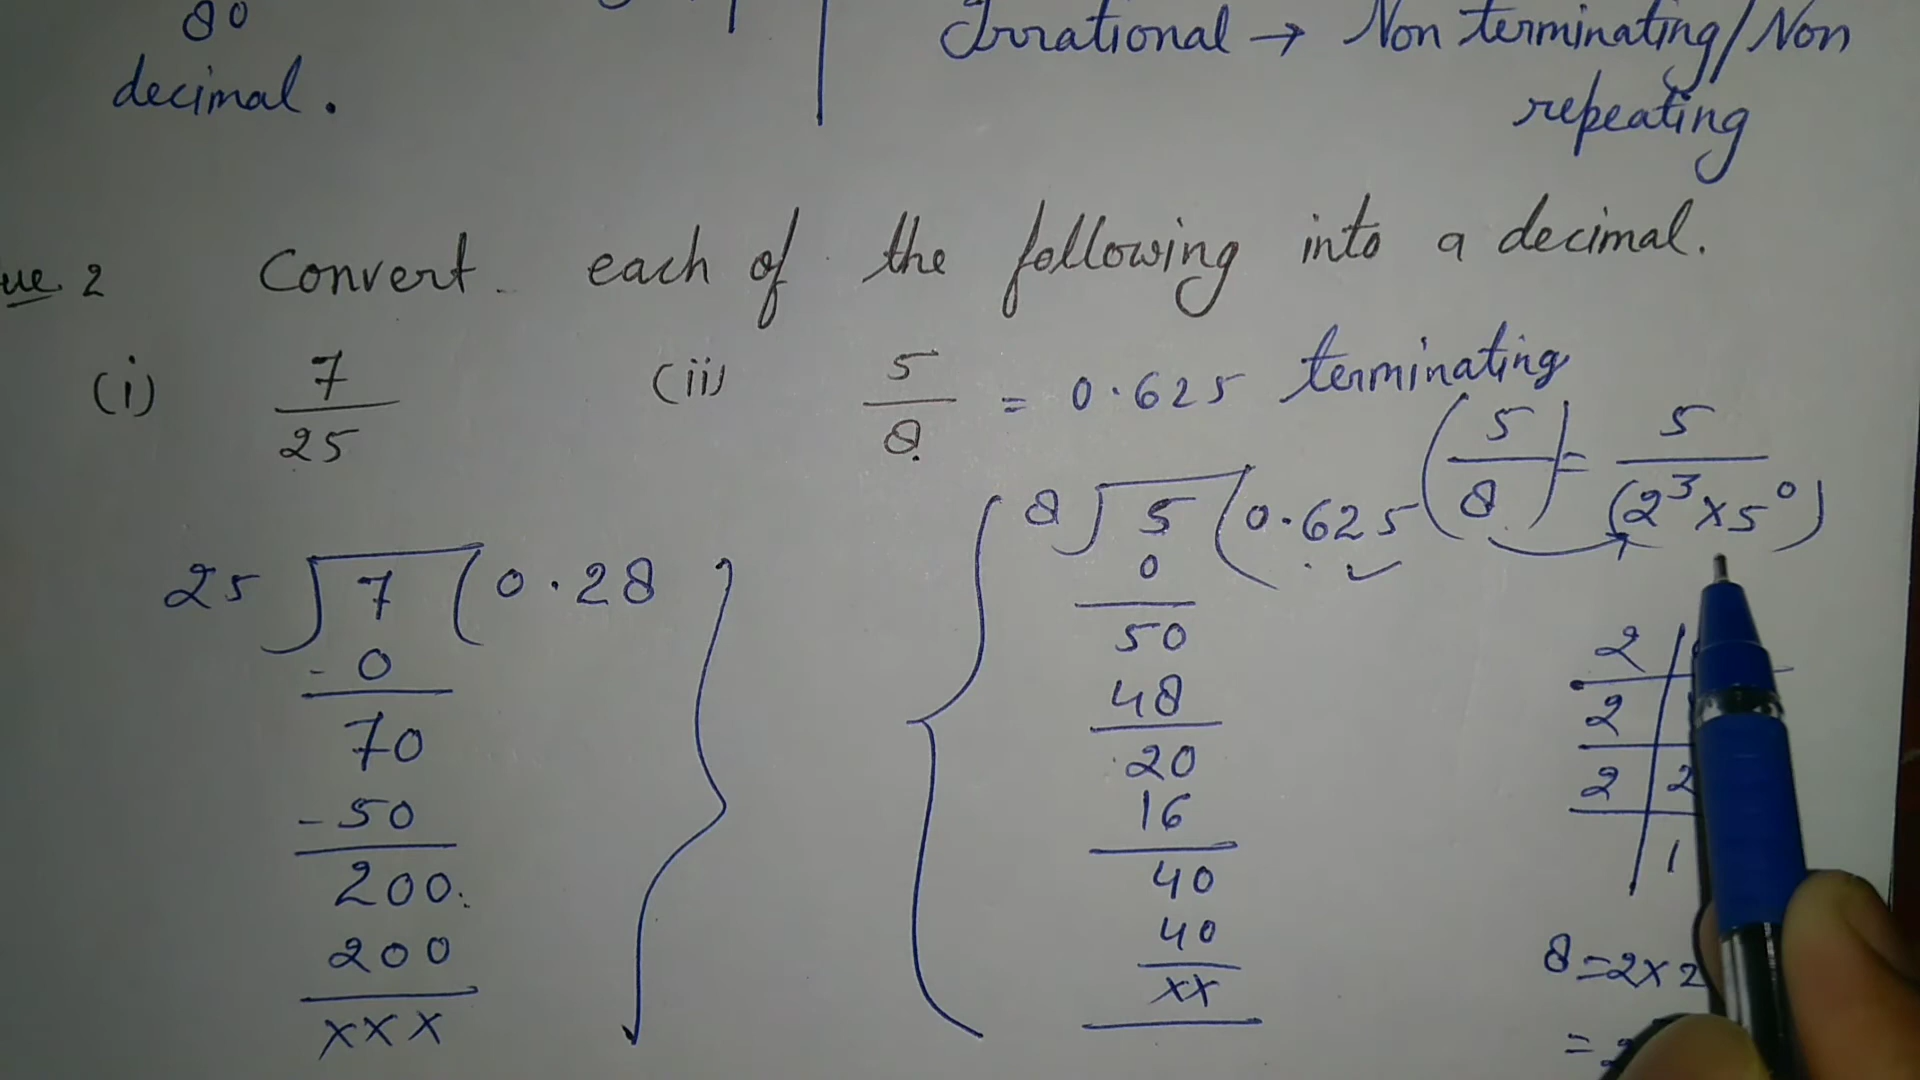 80
decimal.
Irrational → Non terminating/Non
repeating
ue 2 Convert each of the following into a decimal.
(i) 7/25 (ii) 5/8 = 0.625 terminating
(5/8) = 5/(2³×5⁰)
25 ) 7 ( 0.28
- 0
70
- 50
200
200
xxx
8 ) 5 ( 0.625
0
50
48
20
16
40
40
xx
2
2
2 | 2
1
8=2×2
=